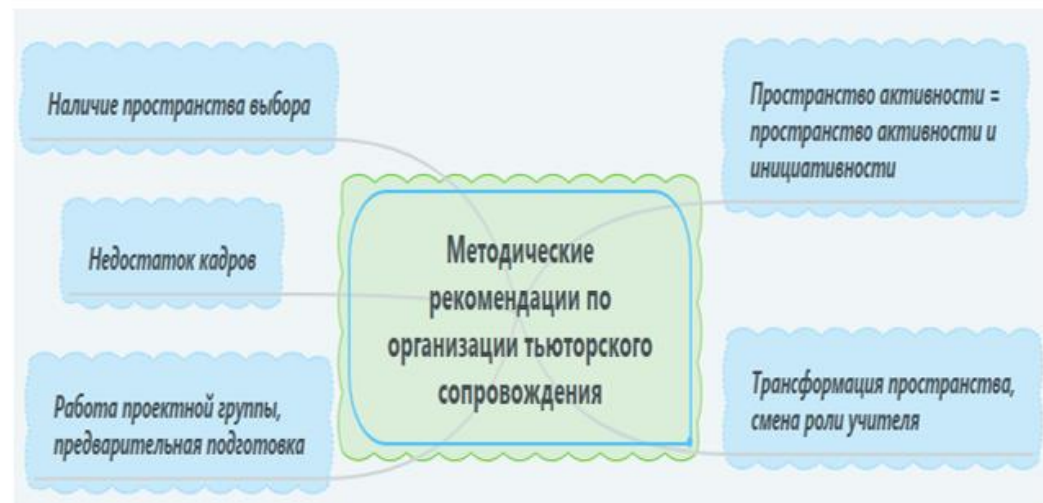 Наличие пространства выбора
Недостаток кадров
Работа проектной группы,
предварительная подготовка
Методические
рекомендации по
организации тьюторского
сопровождения
Пространство активности =
пространство активности и
инициативности
Трансформация пространства,
смена роли учителя